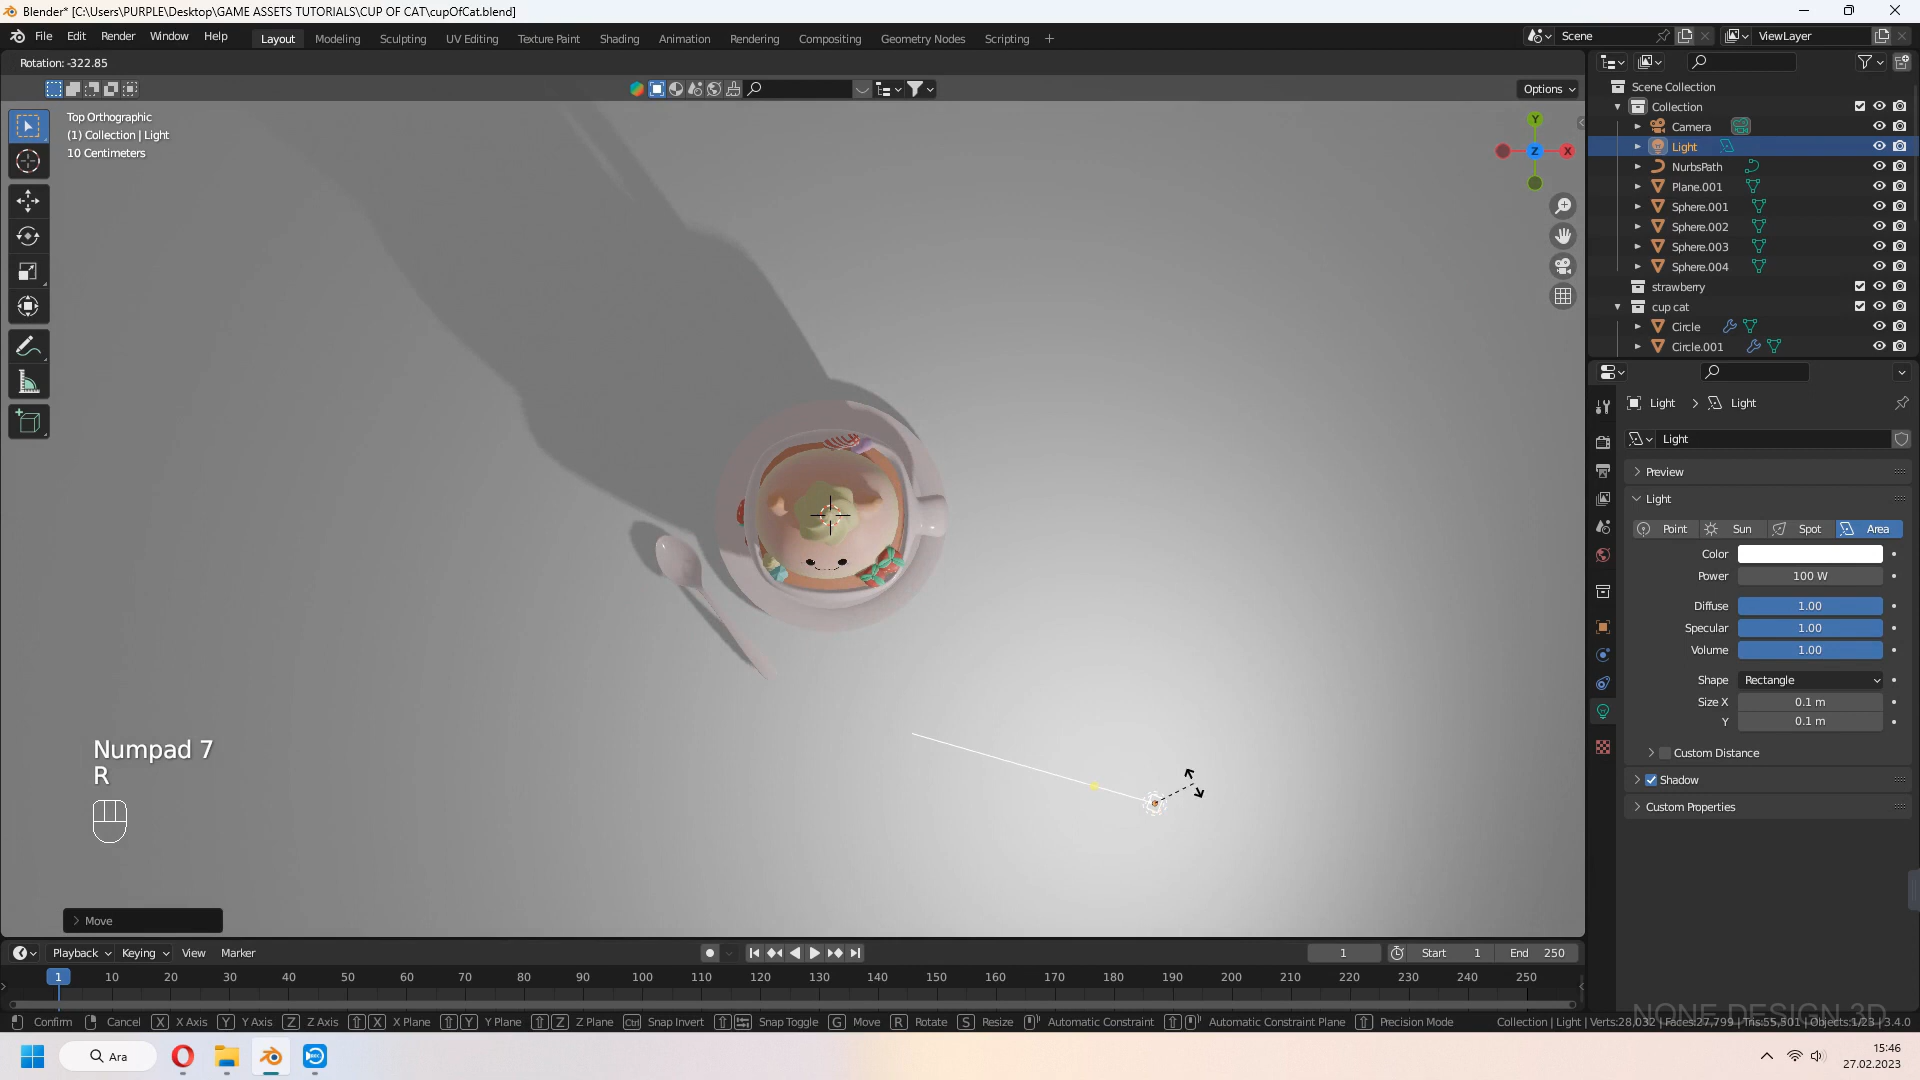 Blender* [C:\Users\PURPLE\Desktop\GAME ASSETS TUTORIALS\CUP OF CAT\cupOfCat.blend]
File Edit Render Window Help Layout Modeling Sculpting UV Editing Texture Paint Shading Animation Rendering Compositing Geometry Nodes Scripting + Scene ViewLayer
Rotation: -322.85
Options
Top Orthographic
(1) Collection | Light
10 Centimeters
Y
X
Z
Scene Collection
Collection
Camera
Light
NurbsPath
Plane.001
Sphere.001
Sphere.002
Sphere.003
Sphere.004
strawberry
cup cat
Circle
Circle.001
Light > Light
Light
Preview
Light
Point Sun Spot Area
Color
Power 100 W
Diffuse 1.00
Specular 1.00
Volume 1.00
Shape Rectangle
Size X 0.1 m
Y 0.1 m
Custom Distance
Shadow
Custom Properties
Numpad 7
R
Move
Playback Keying View Marker 1 Start 1 End 250
1 10 20 30 40 50 60 70 80 90 100 110 120 130 140 150 160 170 180 190 200 210 220 230 240 250
NONE DESIGN 3D
Confirm Cancel X X Axis Y Y Axis Z Z Axis X X Plane Y Y Plane Z Z Plane Ctrl Snap Invert Snap Toggle G Move R Rotate S Resize Automatic Constraint Automatic Constraint Plane Precision Mode Collection | Light | Verts:28,032 | Faces:27,799 | Tris:55,501 | Objects:1/23 | 3.4.0
Ara
15:46
27.02.2023